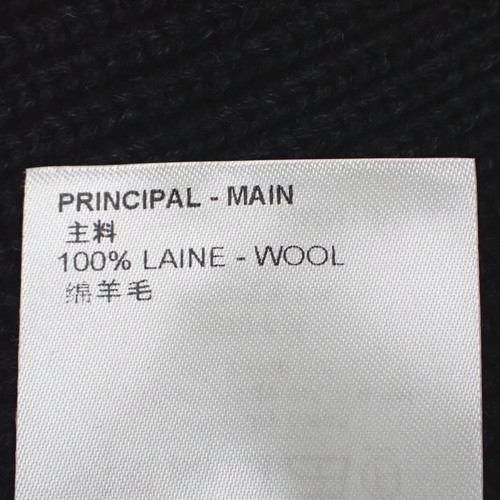 PRINCIPAL - MAIN
主料
100% LAINE - WOOL
绵羊毛